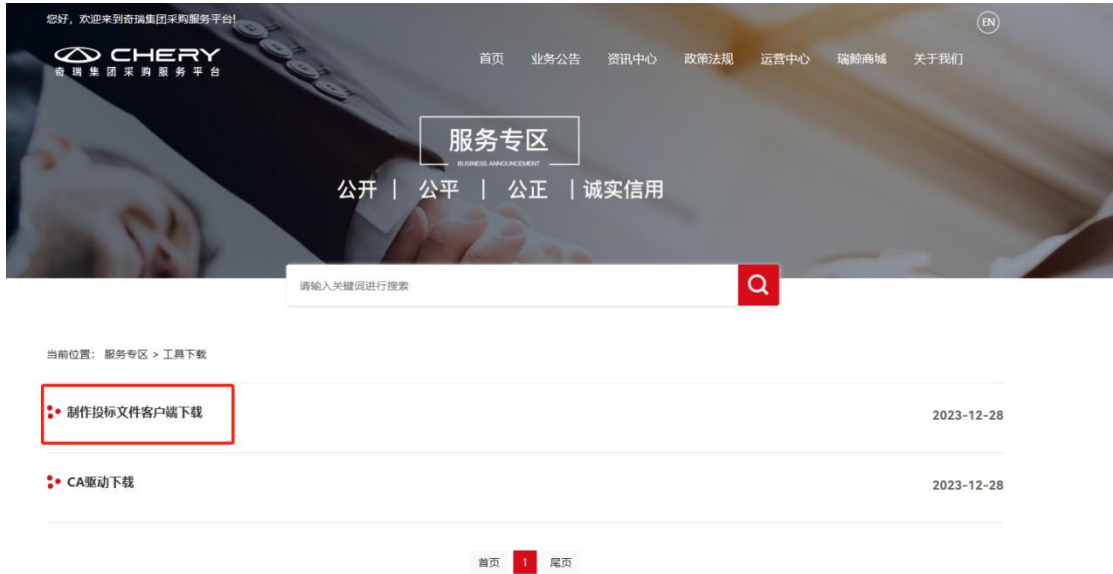 您好，欢迎来到奇瑞集团采购服务平台!
EN
CHERY
奇瑞集团采购服务平台
首页 业务公告 资讯中心 政策法规 运营中心 瑞鲸商城 关于我们
服务专区
BUSINESS ANNOUNCEMENT
公开 | 公平 | 公正 | 诚实信用
请输入关键词进行搜索
当前位置： 服务专区 > 工具下载
制作投标文件客户端下载 2023-12-28
CA驱动下载 2023-12-28
首页 1 尾页